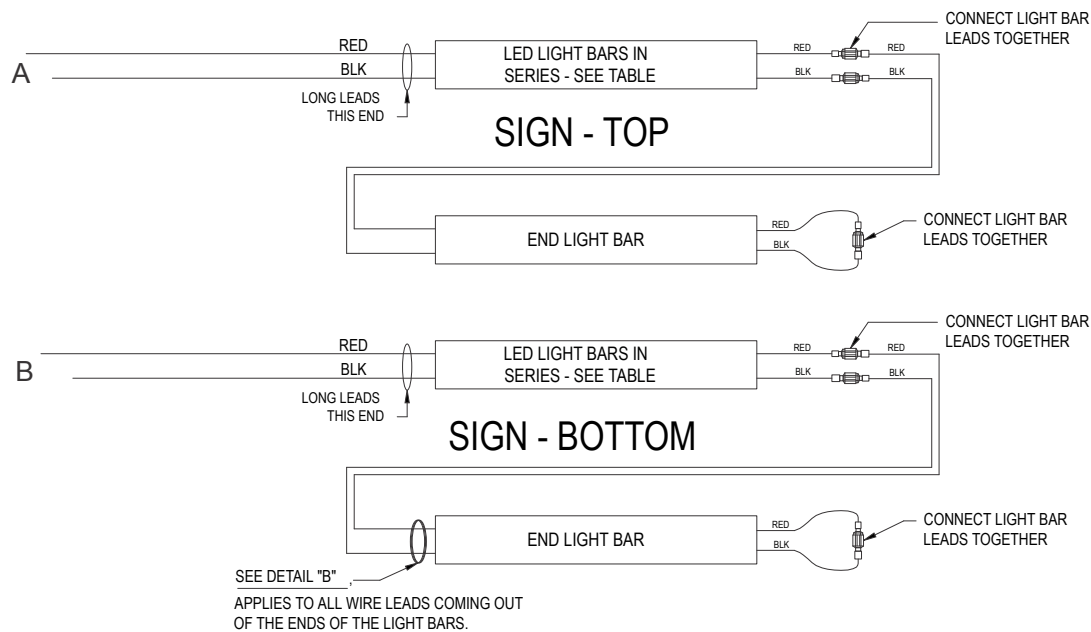 CONNECT LIGHT BAR
LEADS TOGETHER
A
RED
BLK
LONG LEADS
THIS END
LED LIGHT BARS IN
SERIES - SEE TABLE
RED
RED
BLK
BLK
SIGN - TOP
END LIGHT BAR
RED
BLK
CONNECT LIGHT BAR
LEADS TOGETHER
CONNECT LIGHT BAR
LEADS TOGETHER
B
RED
BLK
LONG LEADS
THIS END
LED LIGHT BARS IN
SERIES - SEE TABLE
RED
RED
BLK
BLK
SIGN - BOTTOM
END LIGHT BAR
RED
BLK
CONNECT LIGHT BAR
LEADS TOGETHER
SEE DETAIL "B" ,
APPLIES TO ALL WIRE LEADS COMING OUT
OF THE ENDS OF THE LIGHT BARS.